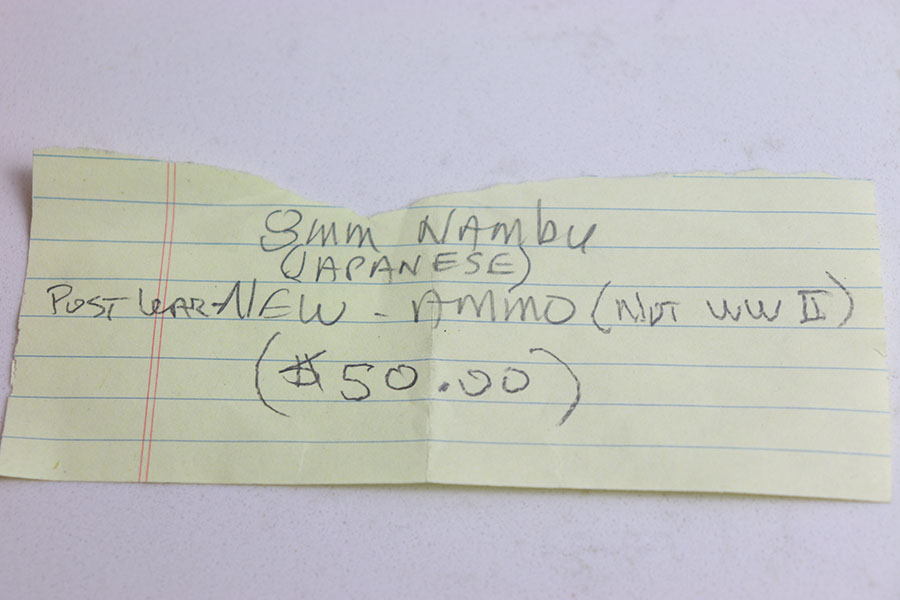 8mm NAmbu
(JAPANESE)
POST WAR-NEW - AMMO (NOT WW II)
($50.00)